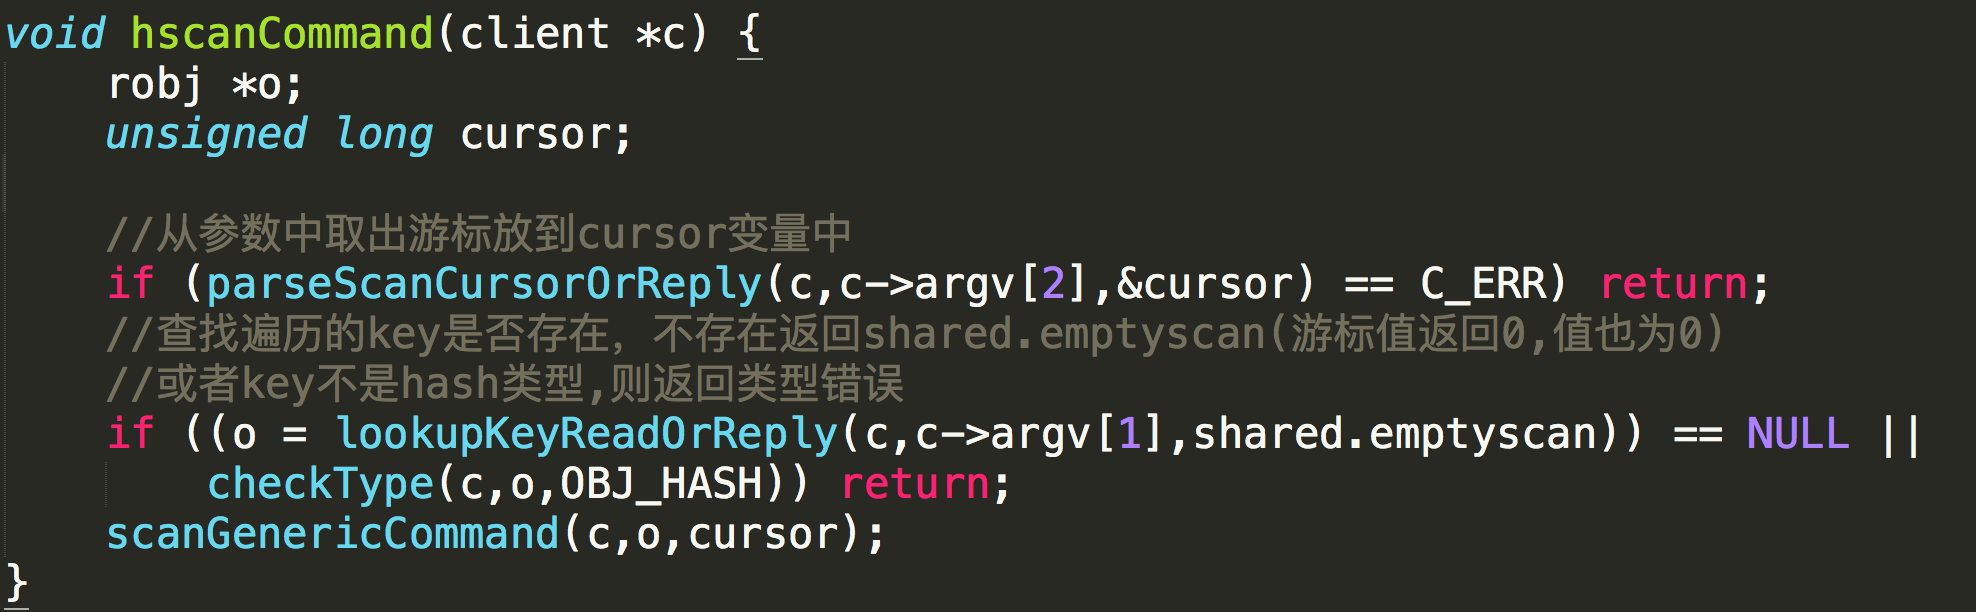 void hscanCommand(client *c) {
    robj *o;
    unsigned long cursor;

    //从参数中取出游标放到cursor变量中
    if (parseScanCursorOrReply(c,c->argv[2],&cursor) == C_ERR) return;
    //查找遍历的key是否存在，不存在返回shared.emptyscan(游标值返回0,值也为0)
    //或者key不是hash类型,则返回类型错误
    if ((o = lookupKeyReadOrReply(c,c->argv[1],shared.emptyscan)) == NULL ||
        checkType(c,o,OBJ_HASH)) return;
    scanGenericCommand(c,o,cursor);
}